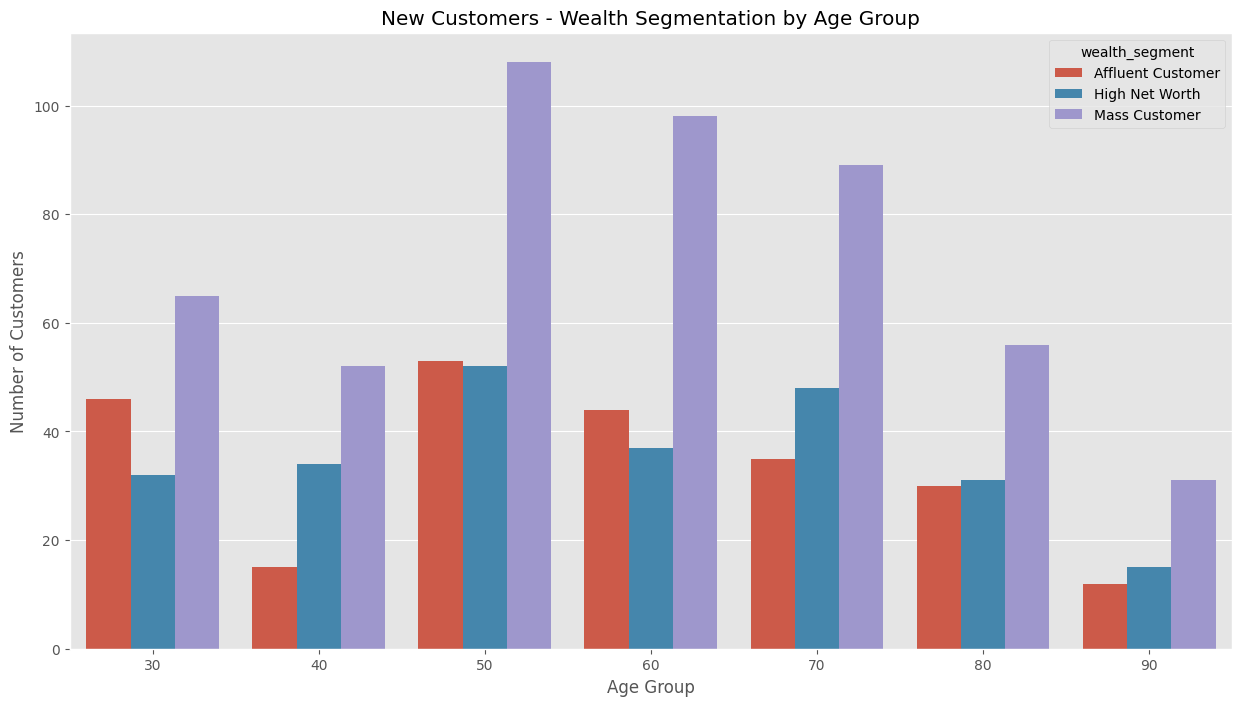 New Customers - Wealth Segmentation by Age Group
wealth_segment
Affluent Customer
High Net Worth
Mass Customer
Number of Customers
100
80
60
40
20
0
30 40 50 60 70 80 90
Age Group